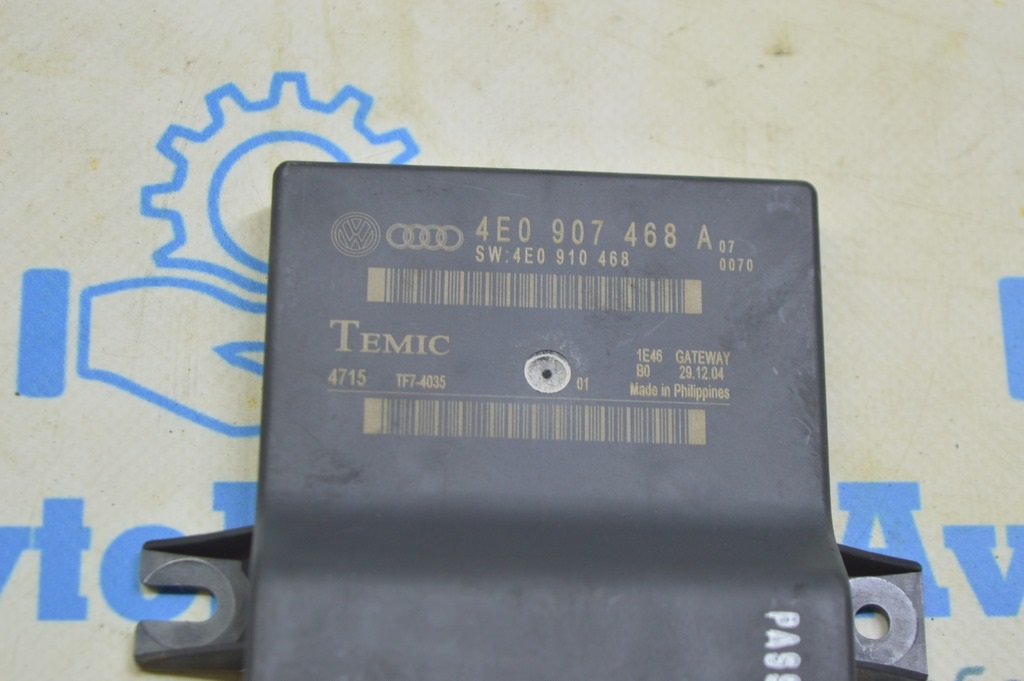 4E0 907 468 A 07
SW:4E0 910 468 0070
TEMIC
1E46 GATEWAY
B0 29.12.04
4715 TF7-4035 01 Made in Philippines
PASS